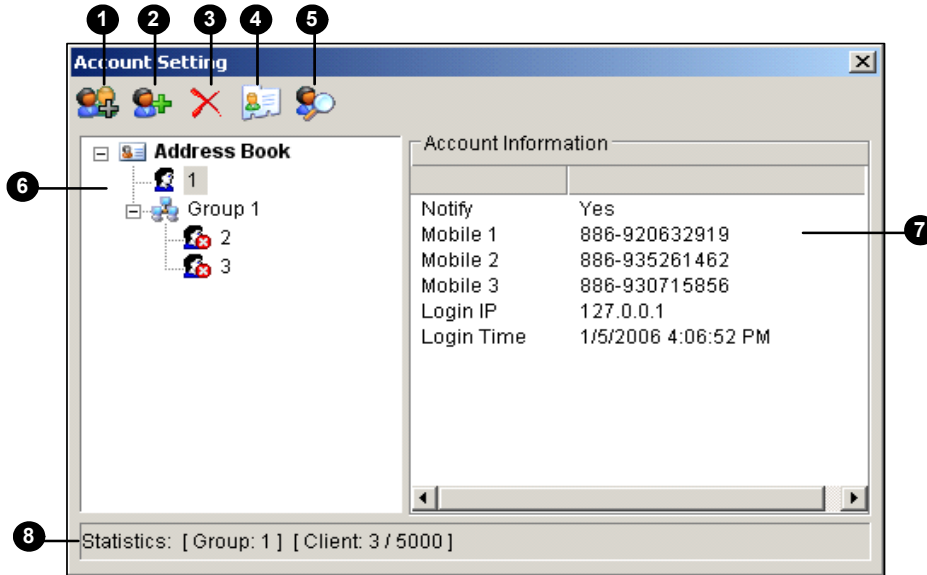 1 2 3 4 5
Account Setting
Address Book
6
1
Group 1
2
3
Account Information
Notify Yes
Mobile 1 886-920632919
7
Mobile 2 886-935261462
Mobile 3 886-930715856
Login IP 127.0.0.1
Login Time 1/5/2006 4:06:52 PM
8
Statistics: [ Group: 1 ] [ Client: 3 / 5000 ]